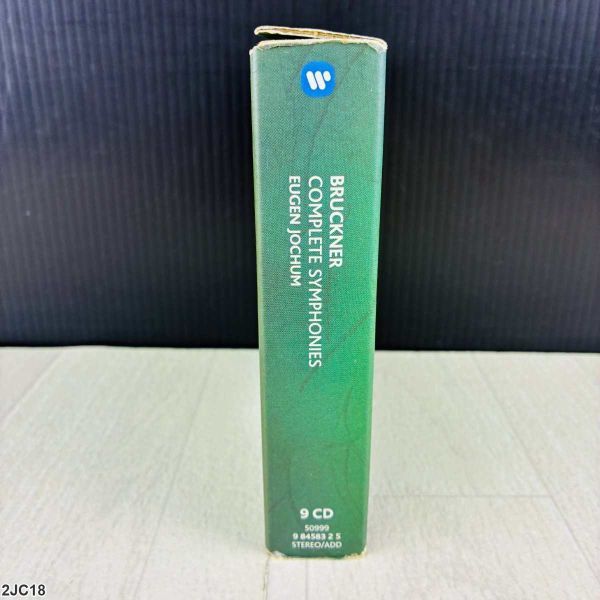 BRUCKNER
COMPLETE SYMPHONIES
EUGEN JOCHUM
9 CD
50999
9 84583 2 5
STEREO/ADD
2JC18